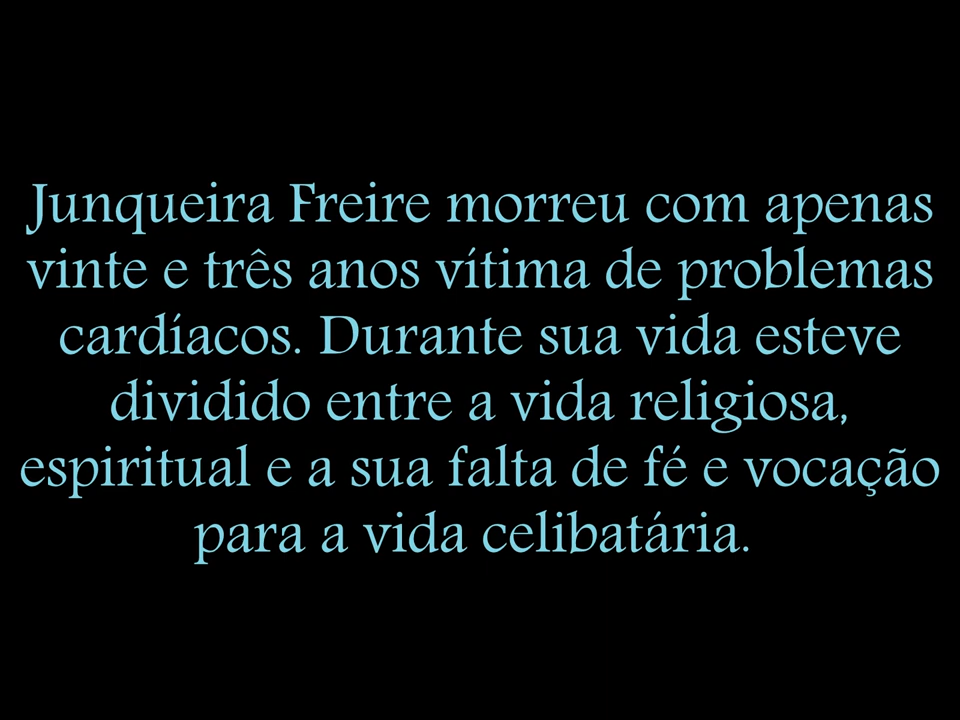 Junqueira Freire morreu com apenas
vinte e três anos vítima de problemas
cardíacos. Durante sua vida esteve
dividido entre a vida religiosa,
espiritual e a sua falta de fé e vocação
para a vida celibatária.